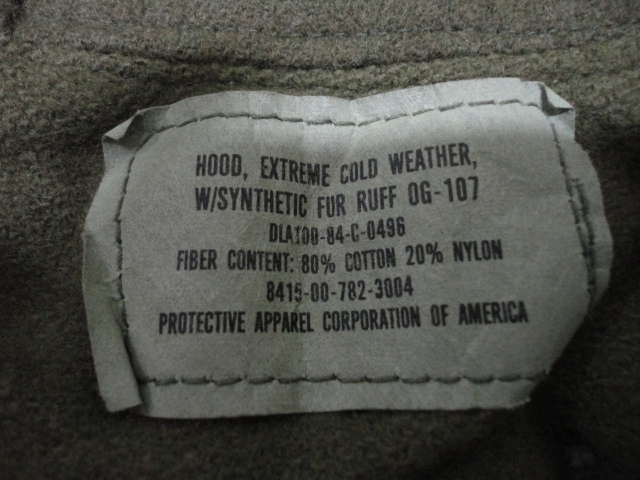 HOOD, EXTREME COLD WEATHER,
W/SYNTHETIC FUR RUFF OG-107
DLA100-84-C-0496
FIBER CONTENT: 80% COTTON 20% NYLON
8415-00-782-3004
PROTECTIVE APPAREL CORPORATION OF AMERICA